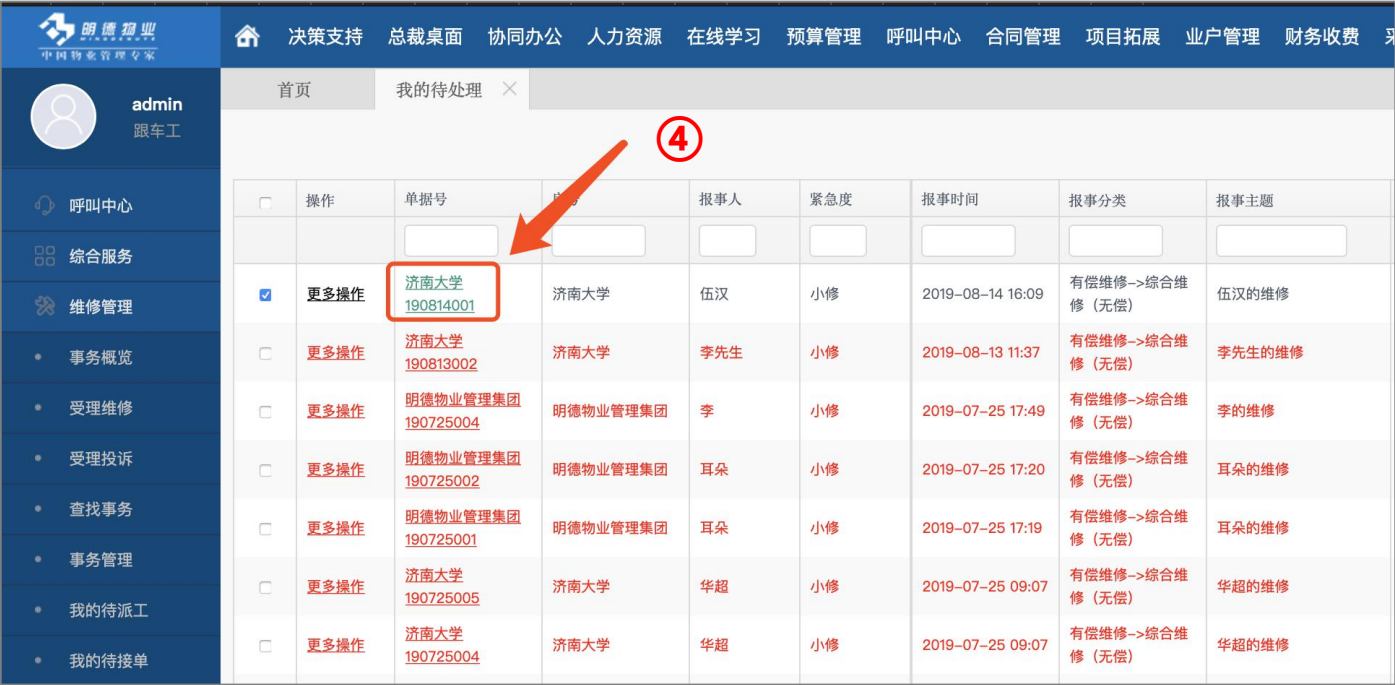 明德物业
MINGDEWUYE
中国物业管理专家
决策支持 总裁桌面 协同办公 人力资源 在线学习 预算管理 呼叫中心 合同管理 项目拓展 业户管理 财务收费
首页 我的待处理
admin
跟车工
④
呼叫中心
综合服务
维修管理
事务概览
受理维修
受理投诉
查找事务
事务管理
我的待派工
我的待接单
操作 单据号 报事人 紧急度 报事时间 报事分类 报事主题
更多操作 济南大学 190814001 济南大学 伍汉 小修 2019-08-14 16:09 有偿维修->综合维修（无偿） 伍汉的维修
更多操作 济南大学 190813002 济南大学 李先生 小修 2019-08-13 11:37 有偿维修->综合维修（无偿） 李先生的维修
更多操作 明德物业管理集团 190725004 明德物业管理集团 李 小修 2019-07-25 17:49 有偿维修->综合维修（无偿） 李的维修
更多操作 明德物业管理集团 190725002 明德物业管理集团 耳朵 小修 2019-07-25 17:20 有偿维修->综合维修（无偿） 耳朵的维修
更多操作 明德物业管理集团 190725001 明德物业管理集团 耳朵 小修 2019-07-25 17:19 有偿维修->综合维修（无偿） 耳朵的维修
更多操作 济南大学 190725005 济南大学 华超 小修 2019-07-25 09:07 有偿维修->综合维修（无偿） 华超的维修
更多操作 济南大学 190725004 济南大学 华超 小修 2019-07-25 09:07 有偿维修->综合维修（无偿） 华超的维修